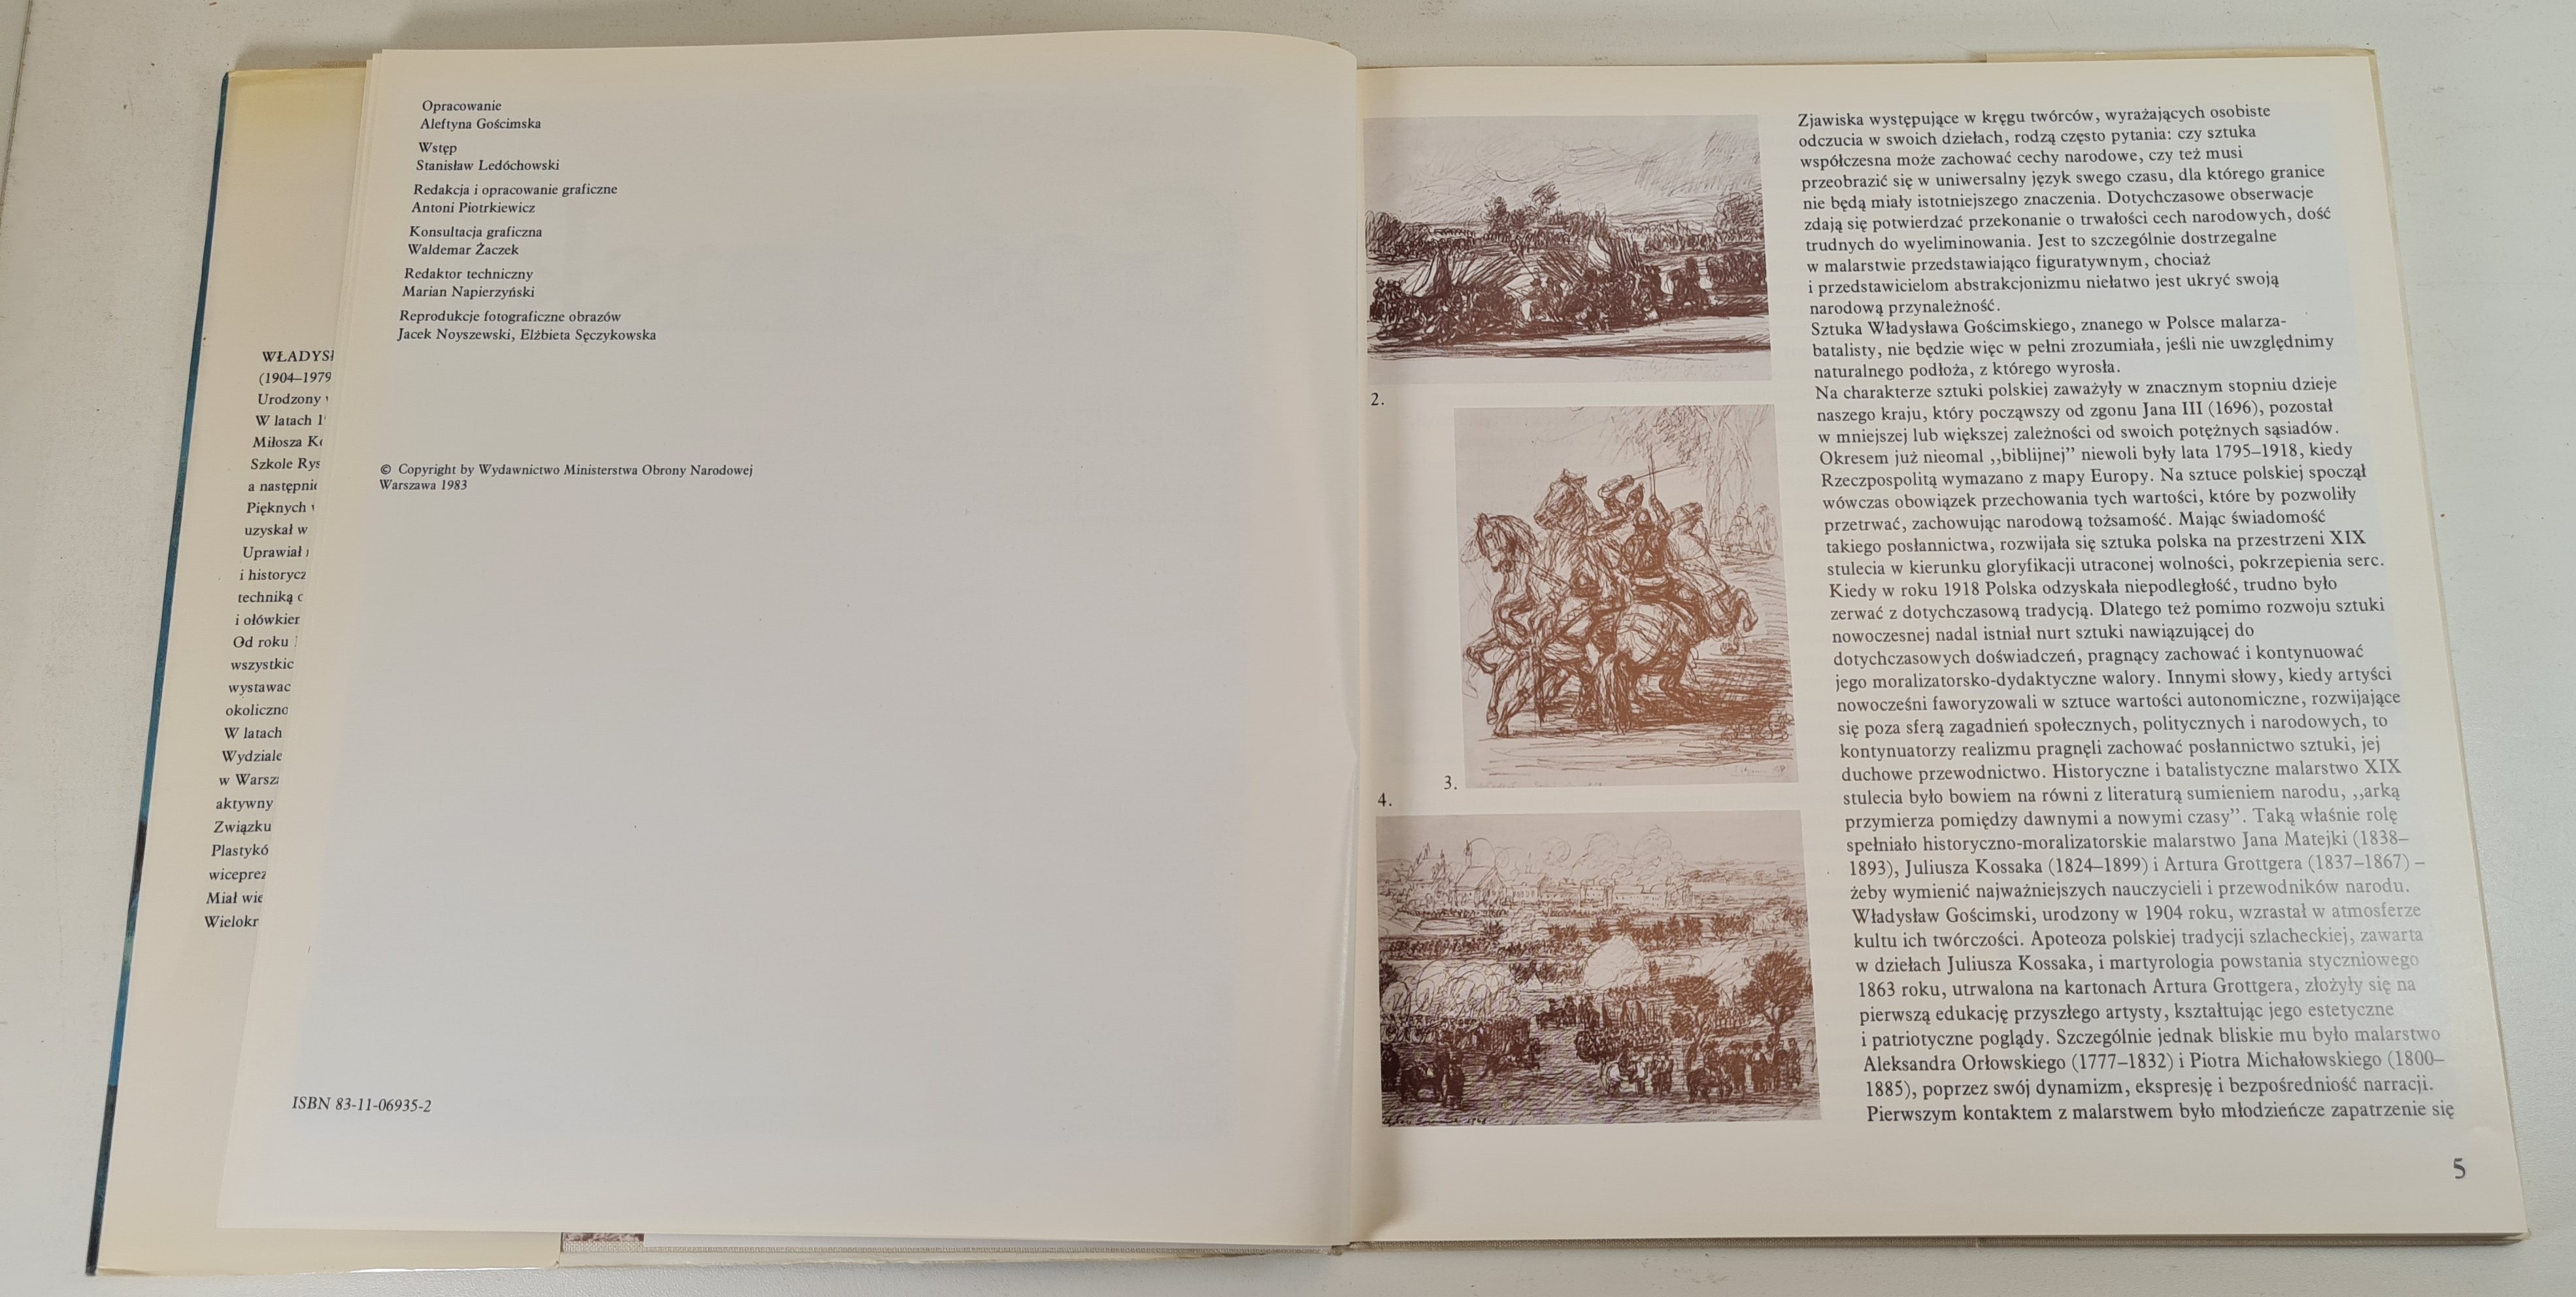 WŁADYSŁ
(1904–1979
Urodzony
W latach
Miłosza
Szkole Rys
a następnie
Pięknych
uzyskał w
Uprawiał
i historycz
techniką
i ołówkiem
Od roku
wszystkic
wystawac
okoliczno
W latach
Wydziale
w Warsz
aktywny
Związku
Plastykó
wiceprez
Miał wie
Wielokr
Opracowanie
Aleftyna Gościmska
Wstęp
Stanisław Ledóchowski
Redakcja i opracowanie graficzne
Antoni Piotrkiewicz
Konsultacja graficzna
Waldemar Żaczek
Redaktor techniczny
Marian Napierzyński
Reprodukcje fotograficzne obrazów
Jacek Noyszewski, Elżbieta Sęczykowska
© Copyright by Wydawnictwo Ministerstwa Obrony Narodowej
Warszawa 1983
ISBN 83-11-06935-2
2.
3.
4.
Zjawiska występujące w kręgu twórców, wyrażających osobiste
odczucia w swoich dziełach, rodzą często pytania: czy sztuka
współczesna może zachować cechy narodowe, czy też musi
przeobrazić się w uniwersalny język swego czasu, dla którego granice
nie będą miały istotniejszego znaczenia. Dotychczasowe obserwacje
zdają się potwierdzać przekonanie o trwałości cech narodowych, dość
trudnych do wyeliminowania. Jest to szczególnie dostrzegalne
w malarstwie przedstawiająco figuratywnym, chociaż
i przedstawicielom abstrakcjonizmu niełatwo jest ukryć swoją
narodową przynależność.
Sztuka Władysława Gościmskiego, znanego w Polsce malarza-
batalisty, nie będzie więc w pełni zrozumiała, jeśli nie uwzględnimy
naturalnego podłoża, z którego wyrosła.
Na charakterze sztuki polskiej zaważyły w znacznym stopniu dzieje
naszego kraju, który począwszy od zgonu Jana III (1696), pozostał
w mniejszej lub większej zależności od swoich potężnych sąsiadów.
Okresem już nieomal ,,biblijnej” niewoli były lata 1795–1918, kiedy
Rzeczpospolitą wymazano z mapy Europy. Na sztuce polskiej spoczął
wówczas obowiązek przechowania tych wartości, które by pozwoliły
przetrwać, zachowując narodową tożsamość. Mając świadomość
takiego posłannictwa, rozwijała się sztuka polska na przestrzeni XIX
stulecia w kierunku gloryfikacji utraconej wolności, pokrzepienia serc.
Kiedy w roku 1918 Polska odzyskała niepodległość, trudno było
zerwać z dotychczasową tradycją. Dlatego też pomimo rozwoju sztuki
nowoczesnej nadal istniał nurt sztuki nawiązującej do
dotychczasowych doświadczeń, pragnący zachować i kontynuować
jego moralizatorsko-dydaktyczne walory. Innymi słowy, kiedy artyści
nowocześni faworyzowali w sztuce wartości autonomiczne, rozwijające
się poza sferą zagadnień społecznych, politycznych i narodowych, to
kontynuatorzy realizmu pragnęli zachować posłannictwo sztuki, jej
duchowe przewodnictwo. Historyczne i batalistyczne malarstwo XIX
stulecia było bowiem na równi z literaturą sumieniem narodu, ,,arką
przymierza pomiędzy dawnymi a nowymi czasy”. Taką właśnie rolę
spełniało historyczno-moralizatorskie malarstwo Jana Matejki (1838–
1893), Juliusza Kossaka (1824–1899) i Artura Grottgera (1837–1867) –
żeby wymienić najważniejszych nauczycieli i przewodników narodu.
Władysław Gościmski, urodzony w 1904 roku, wzrastał w atmosferze
kultu ich twórczości. Apoteoza polskiej tradycji szlacheckiej, zawarta
w dziełach Juliusza Kossaka, i martyrologia powstania styczniowego
1863 roku, utrwalona na kartonach Artura Grottgera, złożyły się na
pierwszą edukację przyszłego artysty, kształtując jego estetyczne
i patriotyczne poglądy. Szczególnie jednak bliskie mu było malarstwo
Aleksandra Orłowskiego (1777–1832) i Piotra Michałowskiego (1800–
1885), poprzez swój dynamizm, ekspresję i bezpośredniość narracji.
Pierwszym kontaktem z malarstwem było młodzieńcze zapatrzenie się
5